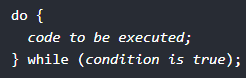 do {
  code to be executed;
} while (condition is true);